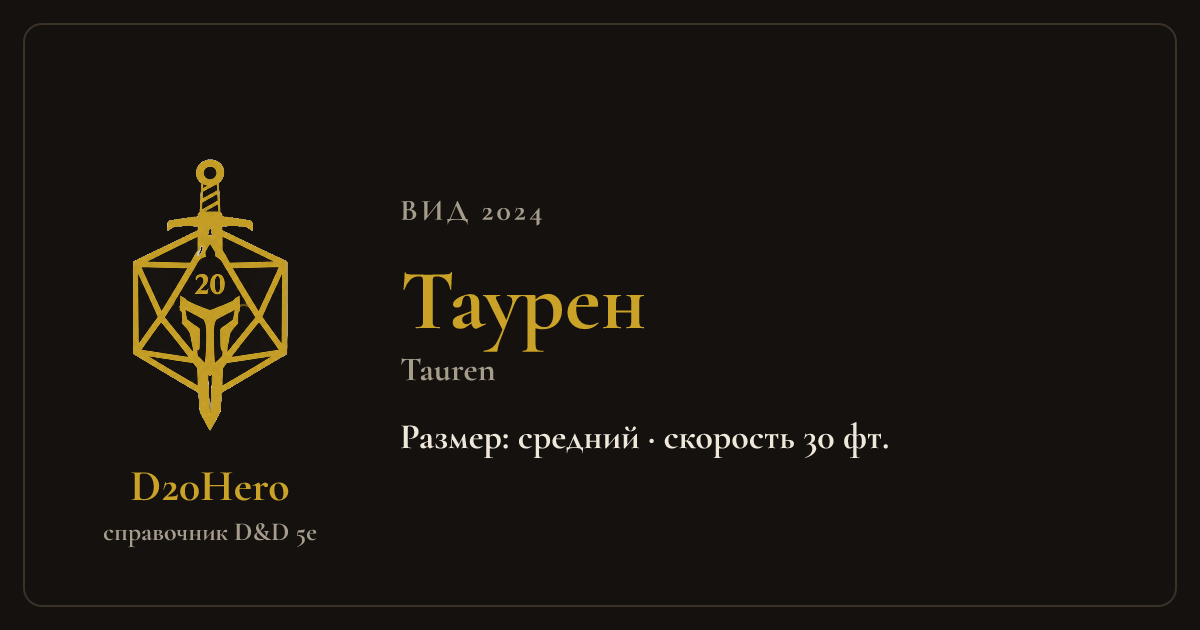 20
D20Hero
справочник D&D 5e
ВИД 2024
Таурен
Tauren
Размер: средний · скорость 30 фт.